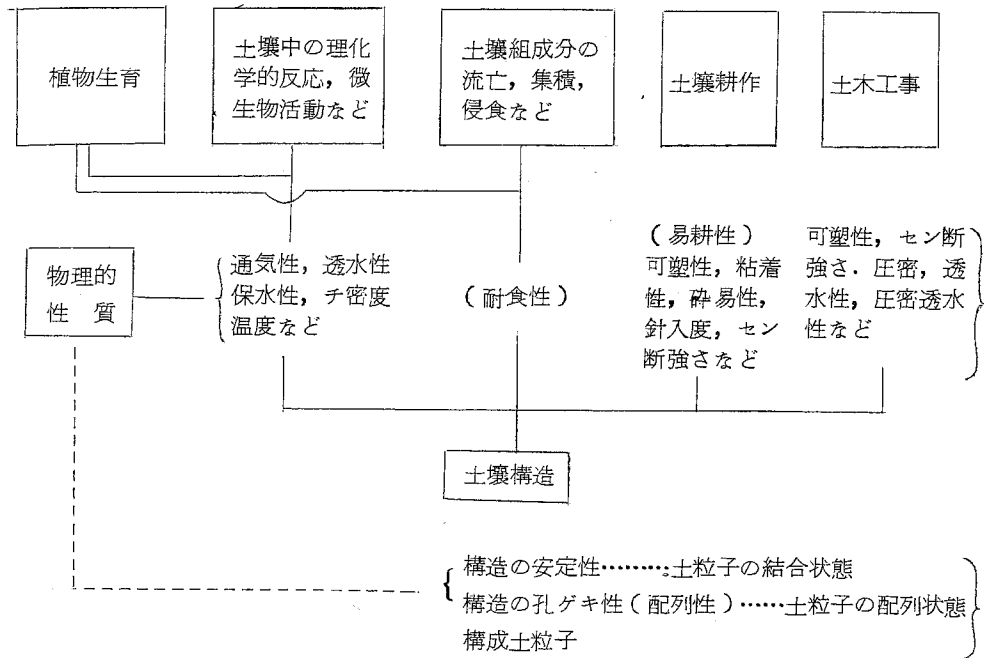 植物生育
土壌中の理化
学的反応，微
生物活動など
土壌組成分の
流亡，集積，
侵食など
土壌耕作
土木工事
物理的
性　質
通気性，透水性
保水性，チ密度
温度など
（耐食性）
（易耕性）
可塑性，粘着
性，砕易性，
針入度，セン
断強さなど
可塑性，セン断
強さ．圧密，透
水性，圧密透水
性など
土壌構造
構造の安定性………土粒子の結合状態
構造の孔ゲキ性（配列性）……土粒子の配列状態
構成土粒子